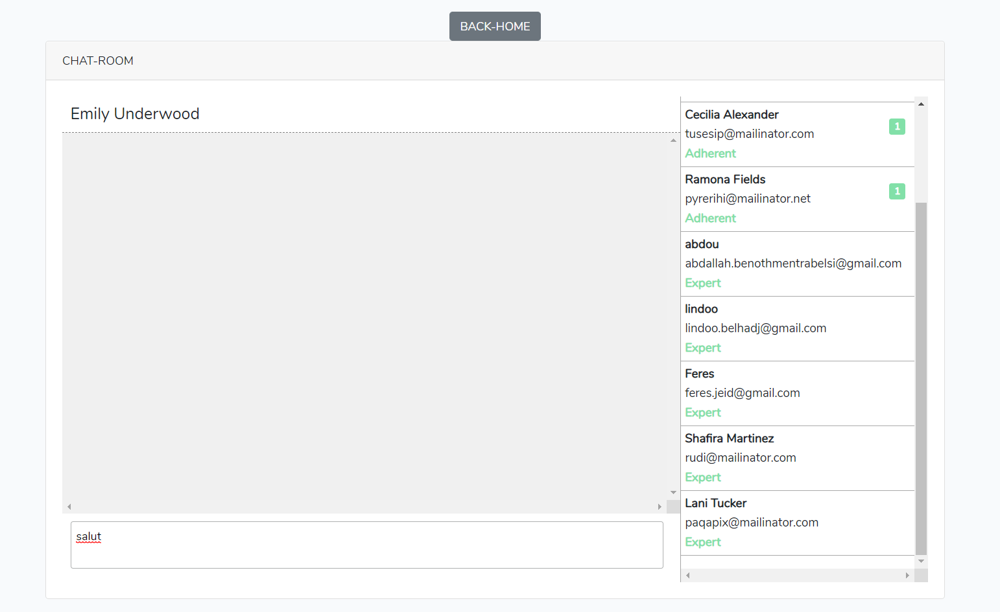 BACK-HOME
CHAT-ROOM
Emily Underwood
salut
Cecilia Alexander
1
tusesip@mailinator.com
Adherent
Ramona Fields
1
pyrerihi@mailinator.net
Adherent
abdou
abdallah.benothmentrabelsi@gmail.com
Expert
lindoo
lindoo.belhadj@gmail.com
Expert
Feres
feres.jeid@gmail.com
Expert
Shafira Martinez
rudi@mailinator.com
Expert
Lani Tucker
paqapix@mailinator.com
Expert